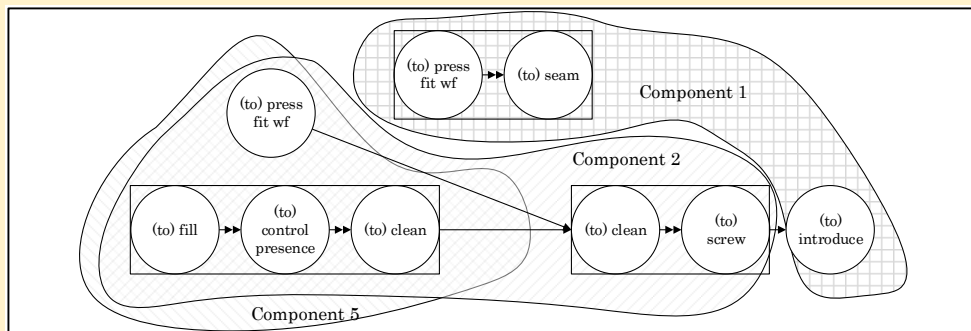 (to) press
fit wf
(to) seam
Component 1
(to) press
fit wf
Component 2
(to) fill
(to)
control
presence
(to) clean
(to) clean
(to)
screw
(to)
introduce
Component 5